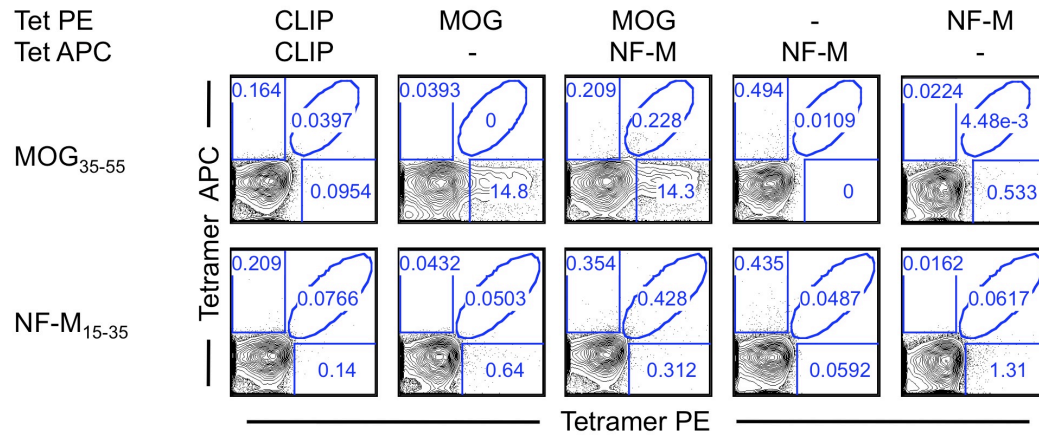 Tet PE CLIP MOG MOG - NF-M
Tet APC CLIP - NF-M NF-M -
0.164 0.0393 0.209 0.494 0.0224
0.0397 0 0.228 0.0109 4.48e-3
MOG35-55
0.0954 14.8 14.3 0 0.533
Tetramer APC
0.209 0.0432 0.354 0.435 0.0162
0.0766 0.0503 0.428 0.0487 0.0617
NF-M15-35
0.14 0.64 0.312 0.0592 1.31
Tetramer PE